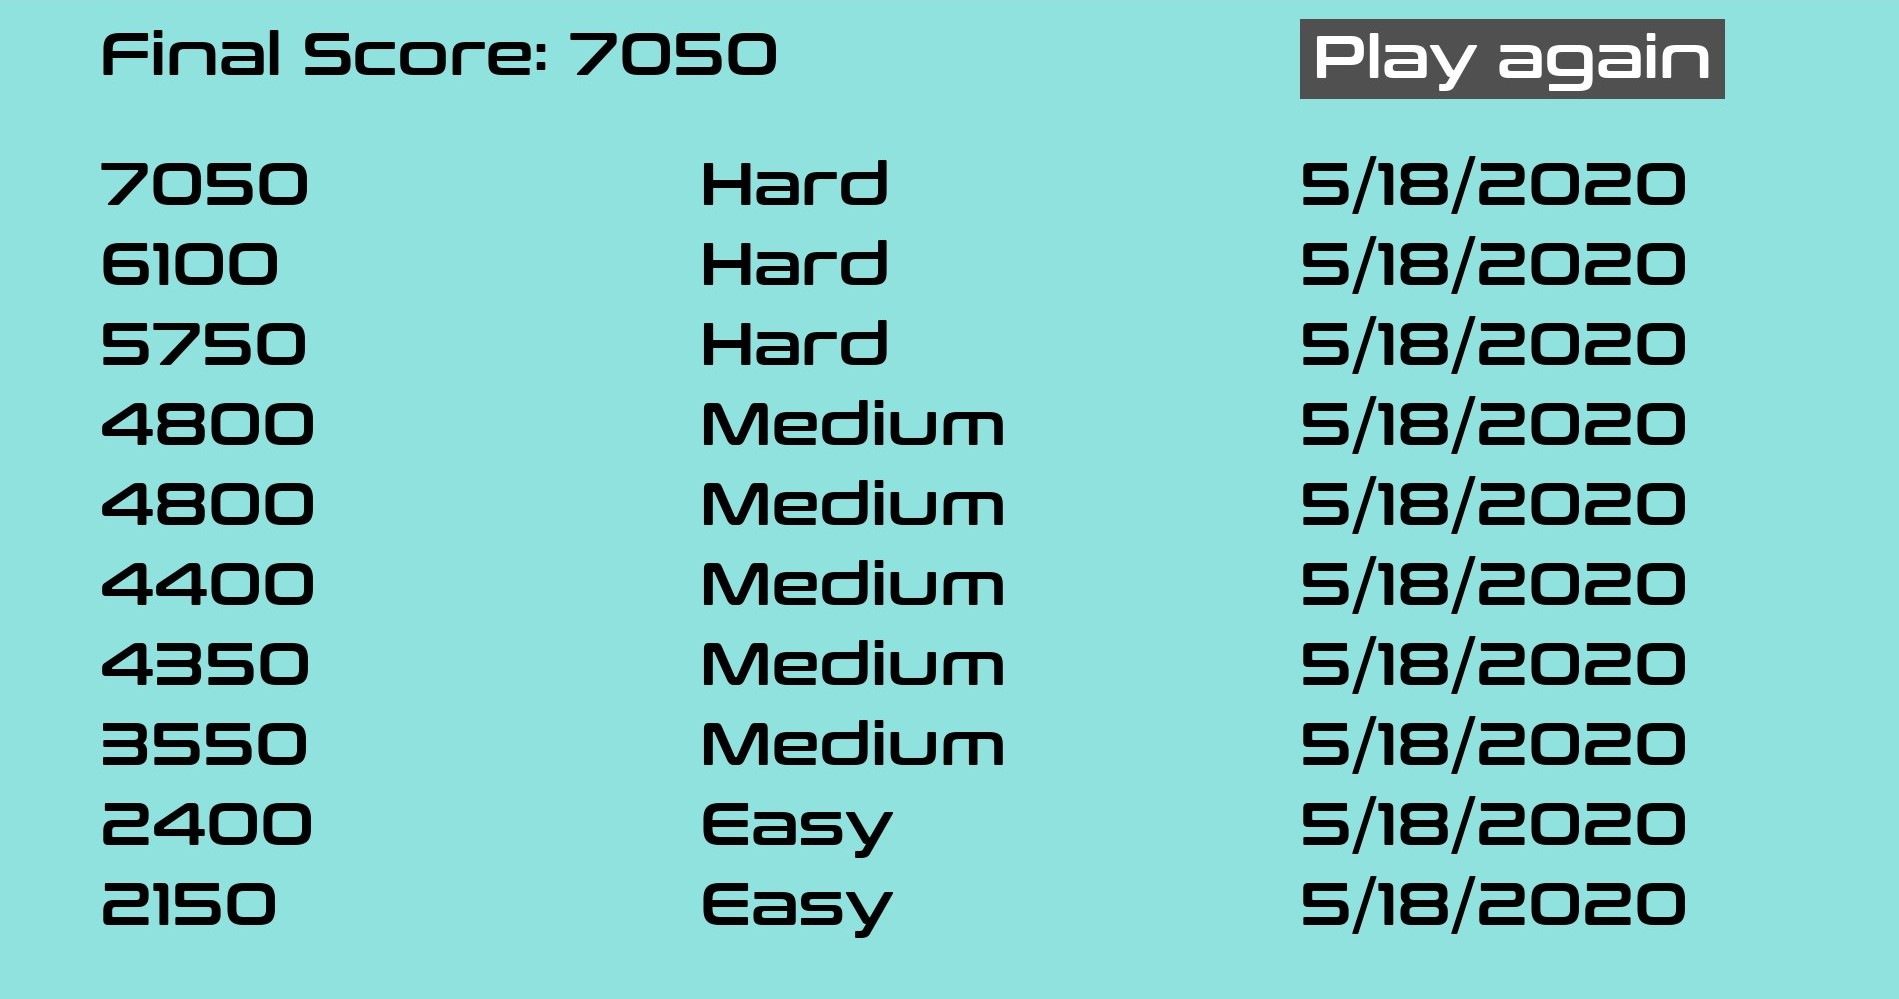 Final Score: 7050 Play again
7050 Hard 5/18/2020
6100 Hard 5/18/2020
5750 Hard 5/18/2020
4800 Medium 5/18/2020
4800 Medium 5/18/2020
4400 Medium 5/18/2020
4350 Medium 5/18/2020
3550 Medium 5/18/2020
2400 Easy 5/18/2020
2150 Easy 5/18/2020